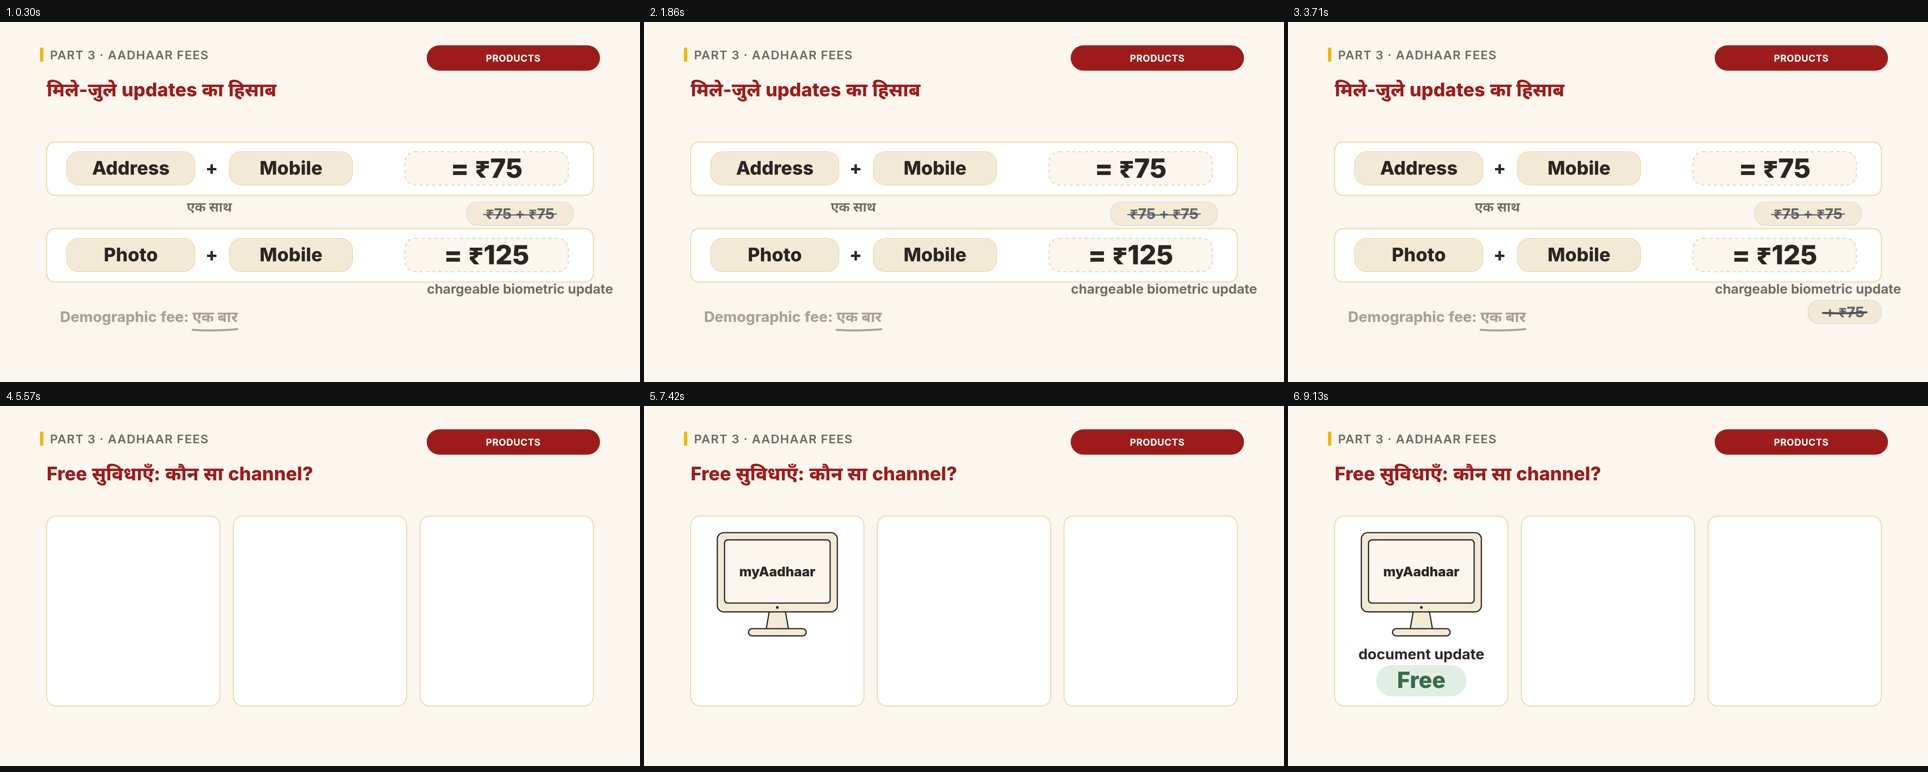 1. 0.30s
PART 3 · AADHAAR FEES
PRODUCTS
मिले-जुले updates का हिसाब
Address + Mobile = ₹75
एक साथ
₹75 + ₹75
Photo + Mobile = ₹125
chargeable biometric update
Demographic fee: एक बार
2. 1.86s
PART 3 · AADHAAR FEES
PRODUCTS
मिले-जुले updates का हिसाब
Address + Mobile = ₹75
एक साथ
₹75 + ₹75
Photo + Mobile = ₹125
chargeable biometric update
Demographic fee: एक बार
3. 3.71s
PART 3 · AADHAAR FEES
PRODUCTS
मिले-जुले updates का हिसाब
Address + Mobile = ₹75
एक साथ
₹75 + ₹75
Photo + Mobile = ₹125
chargeable biometric update
+ ₹75
Demographic fee: एक बार
4. 5.57s
PART 3 · AADHAAR FEES
PRODUCTS
Free सुविधाएँ: कौन सा channel?
5. 7.42s
PART 3 · AADHAAR FEES
PRODUCTS
Free सुविधाएँ: कौन सा channel?
myAadhaar
6. 9.13s
PART 3 · AADHAAR FEES
PRODUCTS
Free सुविधाएँ: कौन सा channel?
myAadhaar
document update
Free